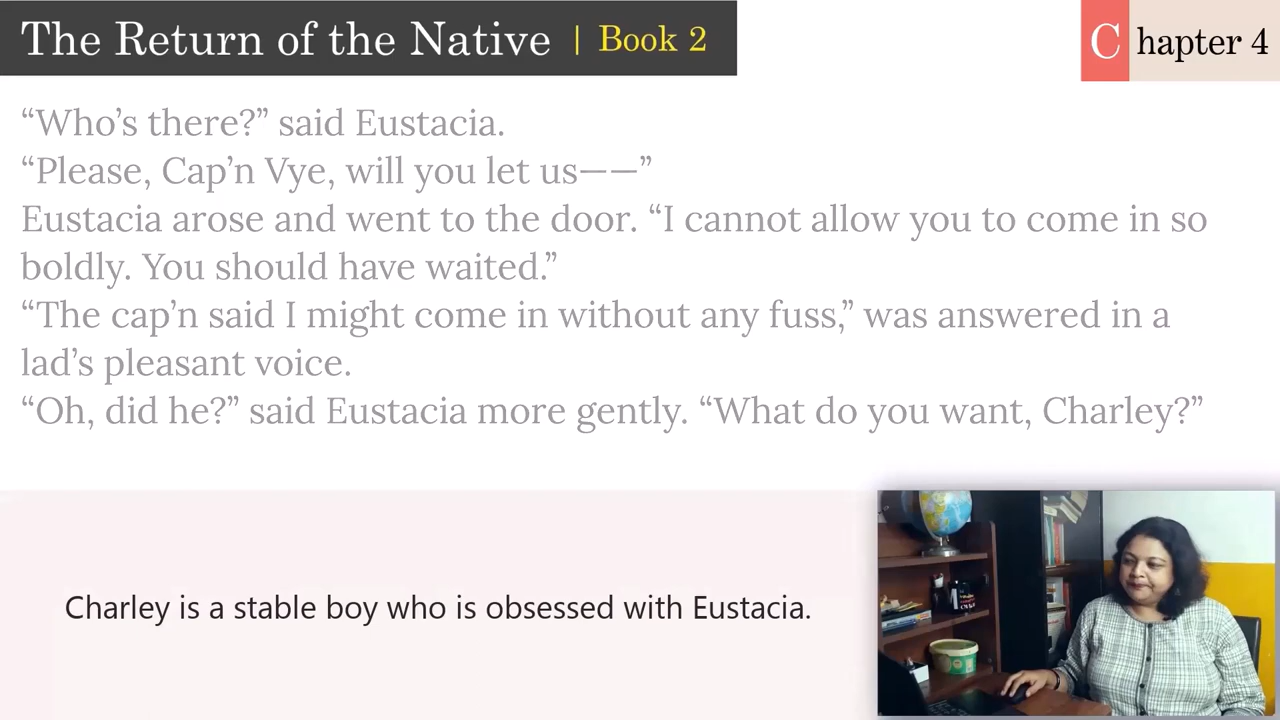 The Return of the Native | Book 2
Chapter 4
“Who’s there?” said Eustacia.
“Please, Cap’n Vye, will you let us——”
Eustacia arose and went to the door. “I cannot allow you to come in so
boldly. You should have waited.”
“The cap’n said I might come in without any fuss,” was answered in a
lad’s pleasant voice.
“Oh, did he?” said Eustacia more gently. “What do you want, Charley?”
Charley is a stable boy who is obsessed with Eustacia.